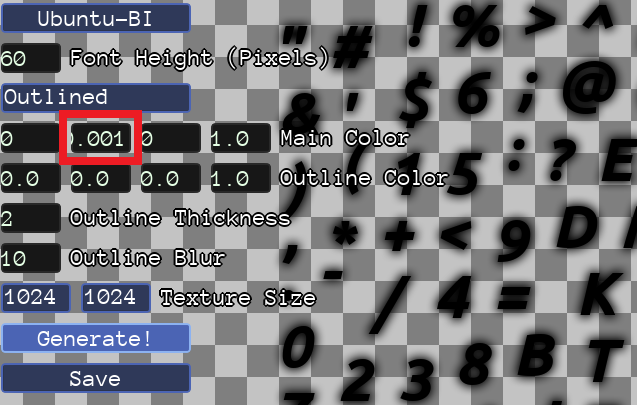 Ubuntu-BI
60 Font Height (Pixels)
Outlined
0 0.001 0 1.0 Main Color
0.0 0.0 0.0 1.0 Outline Color
2 Outline Thickness
10 Outline Blur
1024 1024 Texture Size
Generate!
Save
" # ! % > ^
& ' $ 6 ; @
) ( 1 5 : ? E
, * + < 9 D
- / 4 = K
0 2 3 8 B T